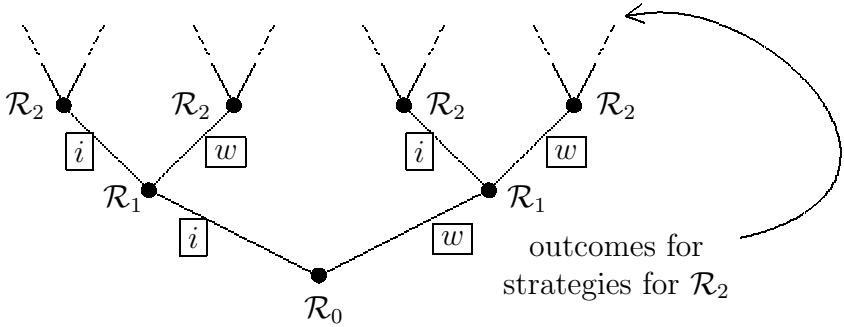 R₂ R₂ R₂ R₂
i w i w
R₁ R₁
i w
outcomes for
strategies for R₂
R₀